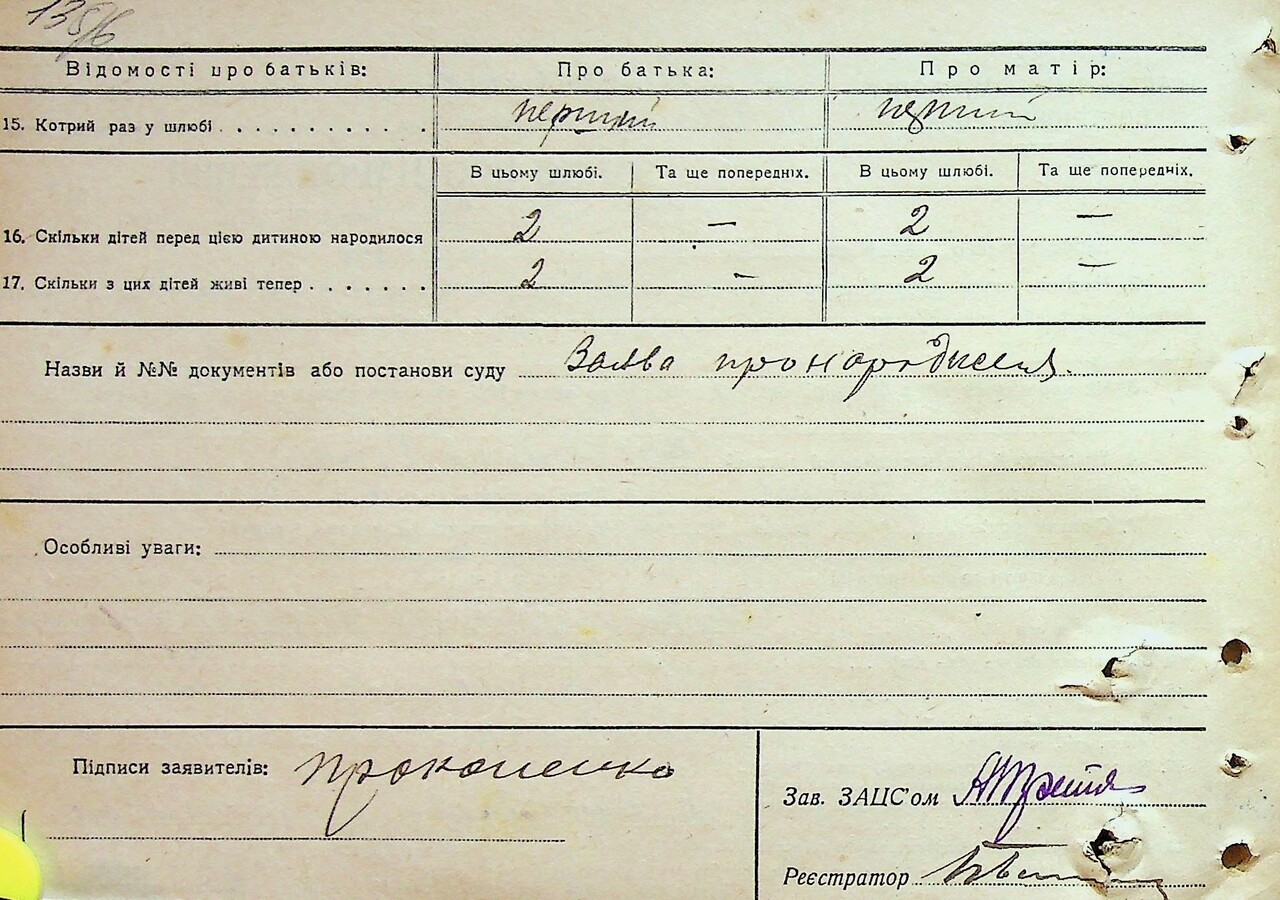 135/6
Відомості про батьків: Про батька: Про матір:
15. Котрий раз у шлюбі . . . . . . . . . . . перший перший
В цьому шлюбі. Та ще попередніх. В цьому шлюбі. Та ще попередніх.
16. Скільки дітей перед цією дитиною народилося 2 — 2 —
17. Скільки з цих дітей живі тепер . . . . . . . 2 — 2 —
Назви й №№ документів або постанови суду Заява про народження.
Особливі уваги:
Підписи заявителів: Прокопенко
Зав. ЗАЦС'ом
Реєстратор